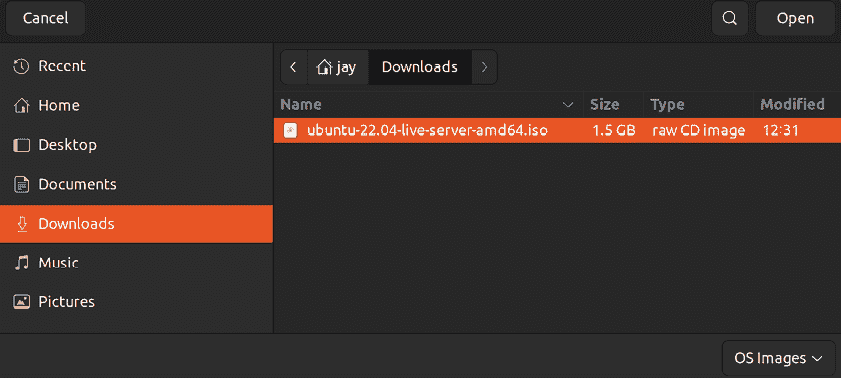 Cancel
Open
Recent
Home
Desktop
Documents
Downloads
Music
Pictures
jay Downloads
Name Size Type Modified
ubuntu-22.04-live-server-amd64.iso 1.5 GB raw CD image 12:31
OS Images